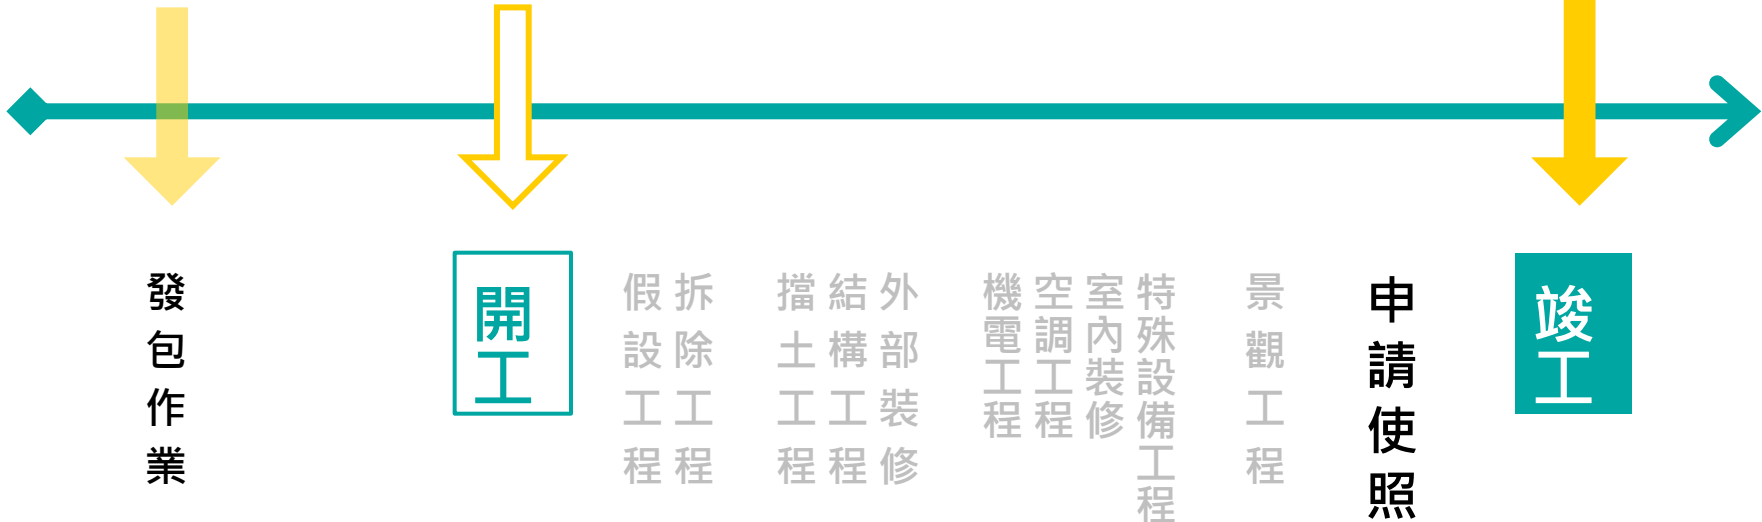 發包作業
開工
假設工程
拆除工程
擋土工程
結構工程
外部裝修
機電工程
空調工程
室內裝修
特殊設備工程
景觀工程
申請使照
竣工